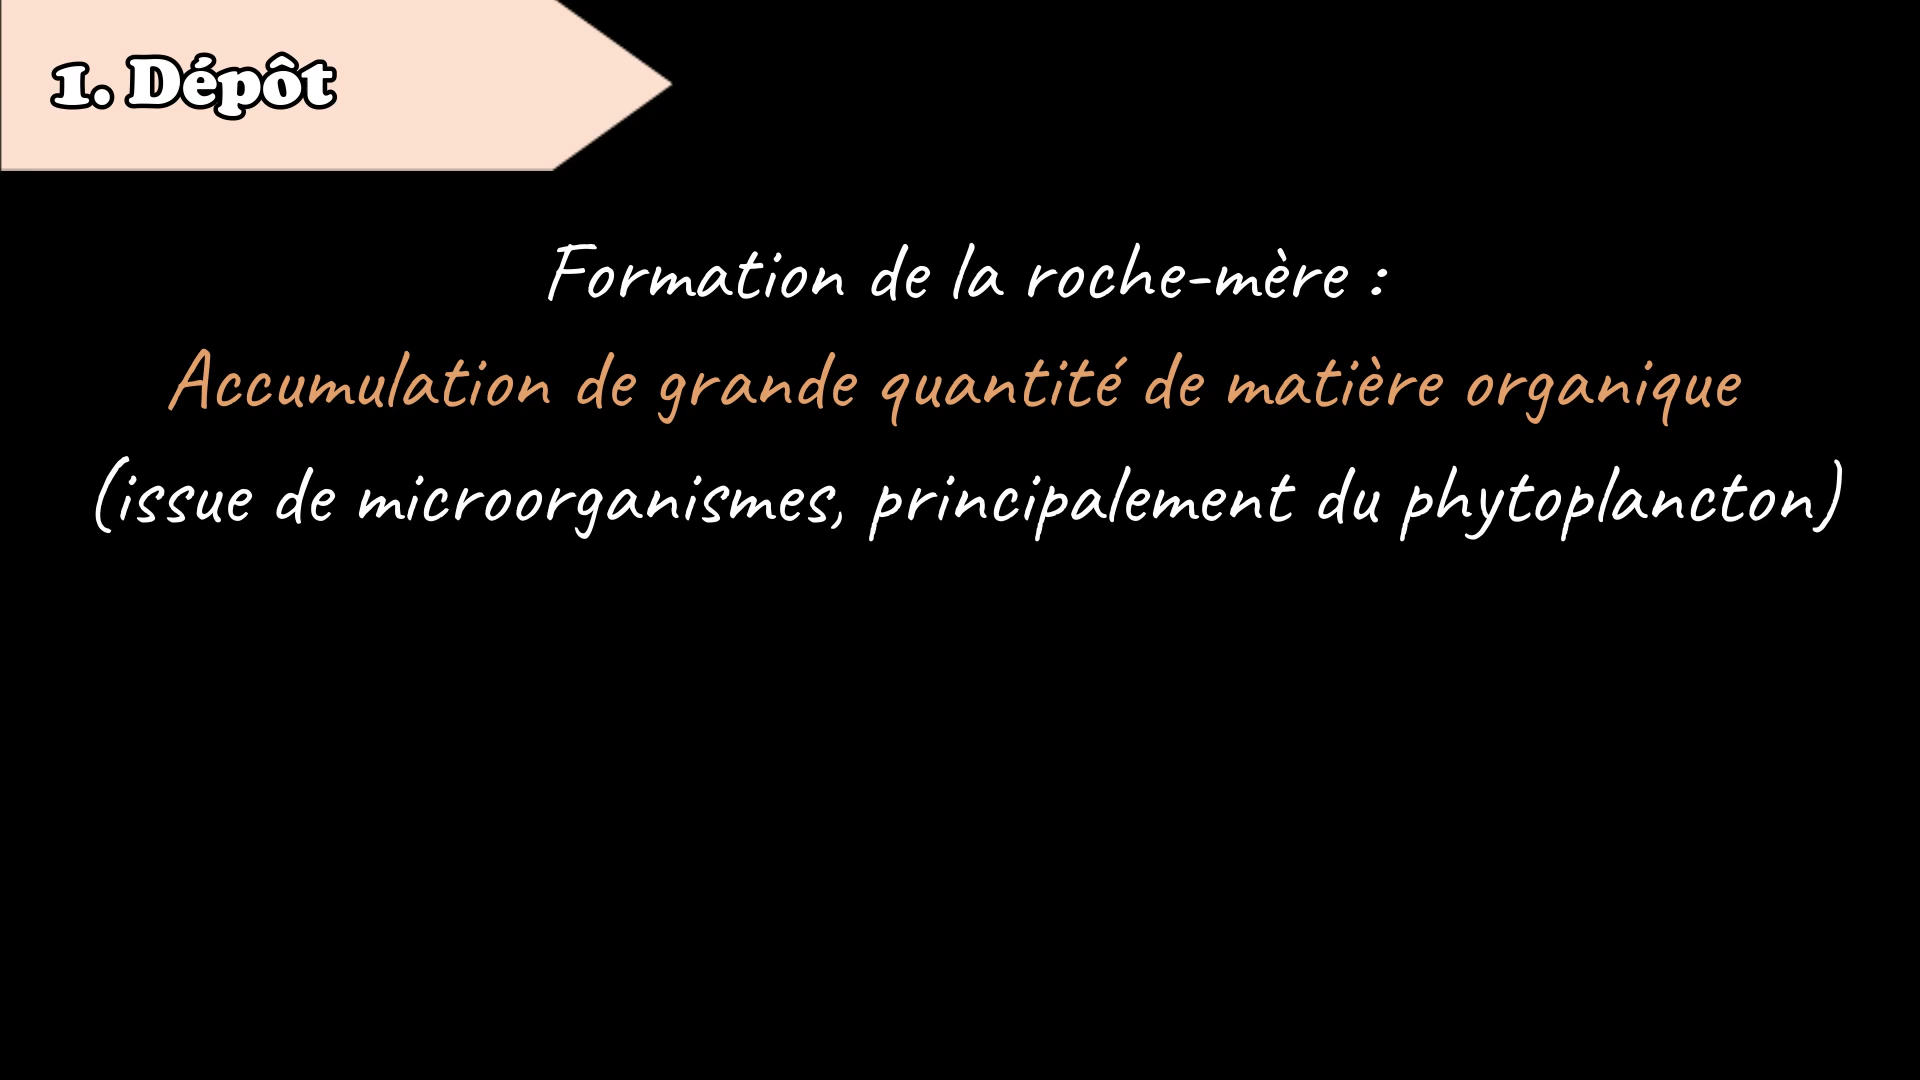 1. Dépôt
Formation de la roche-mère :
Accumulation de grande quantité de matière organique
(issue de microorganismes, principalement du phytoplancton)